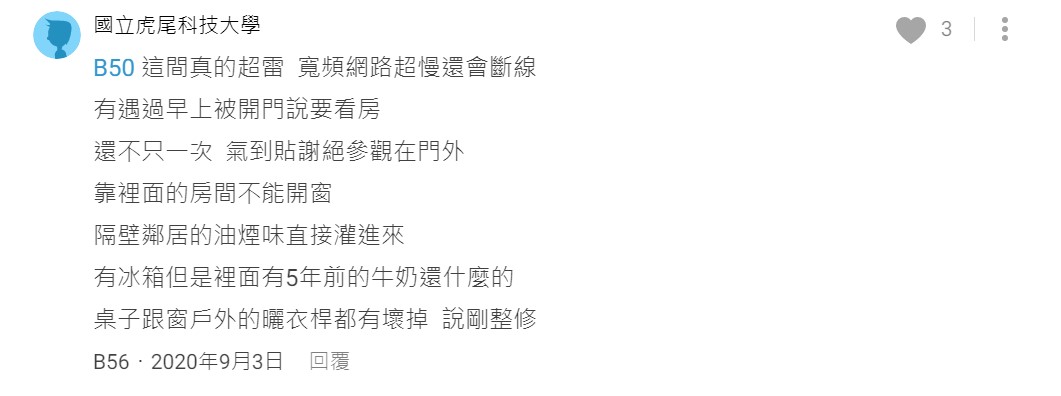 國立虎尾科技大學
3
B50 這間真的超雷 寬頻網路超慢還會斷線
有遇過早上被開門說要看房
還不只一次 氣到貼謝絕參觀在門外
靠裡面的房間不能開窗
隔壁鄰居的油煙味直接灌進來
有冰箱但是裡面有5年前的牛奶還什麼的
桌子跟窗戶外的曬衣桿都有壞掉 說剛整修
B56・2020年9月3日 回覆